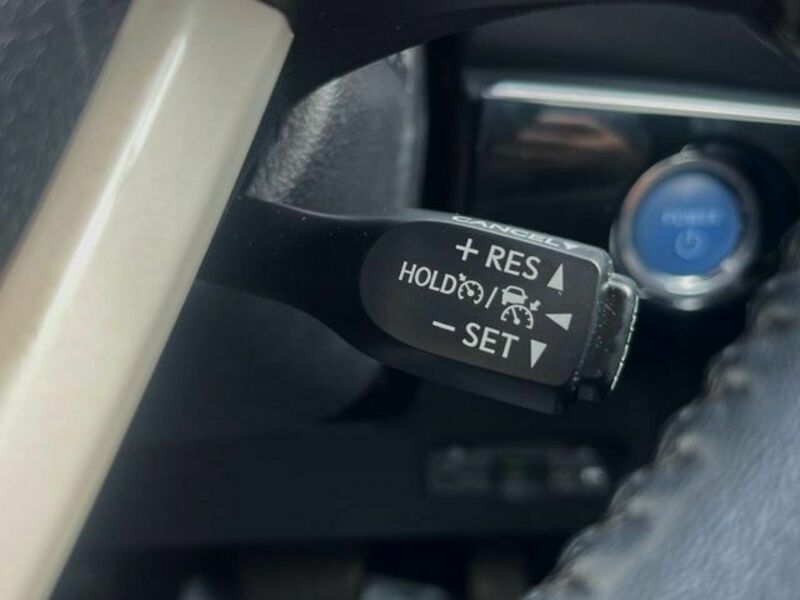 CANCEL
+ RES
HOLD /
− SET
POWER